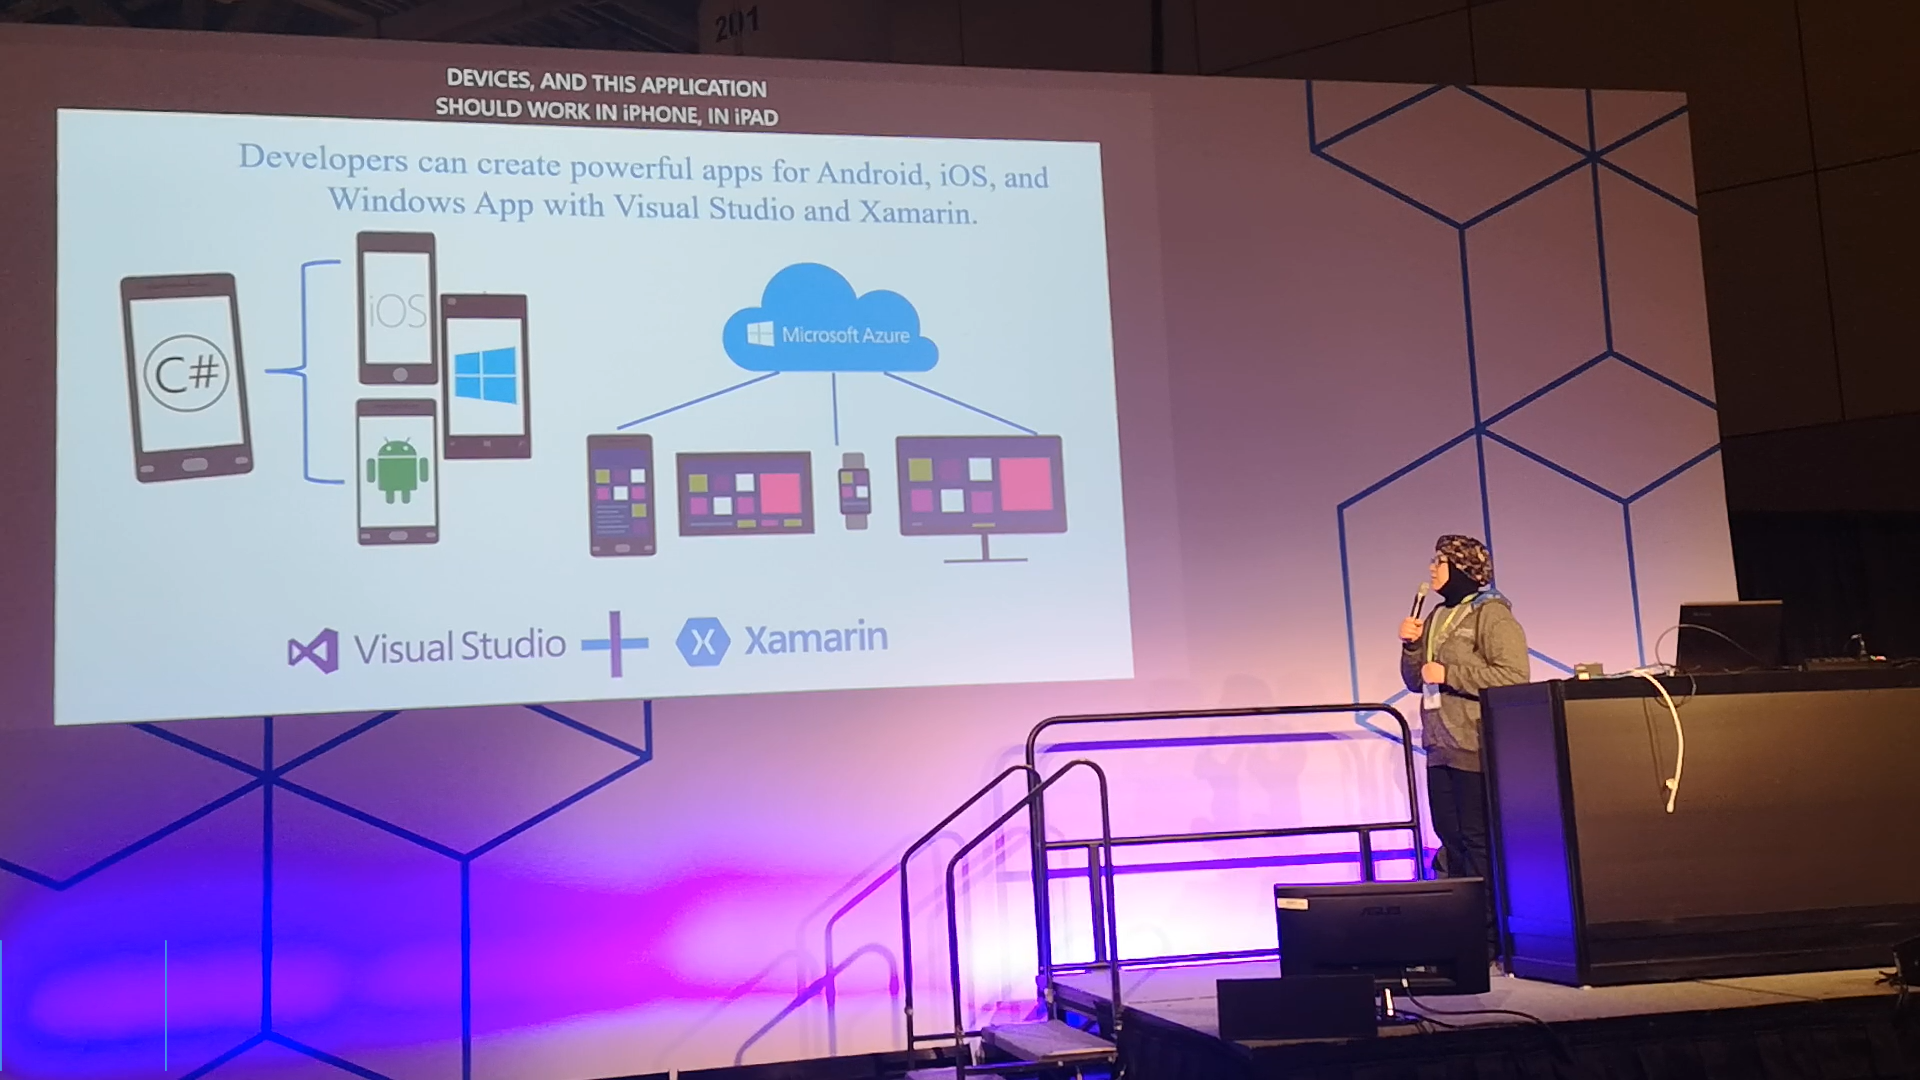 201
DEVICES, AND THIS APPLICATION
SHOULD WORK IN iPHONE, IN iPAD
Developers can create powerful apps for Android, iOS, and
Windows App with Visual Studio and Xamarin.
C#
iOS
Microsoft Azure
Visual Studio
X Xamarin
ASUS